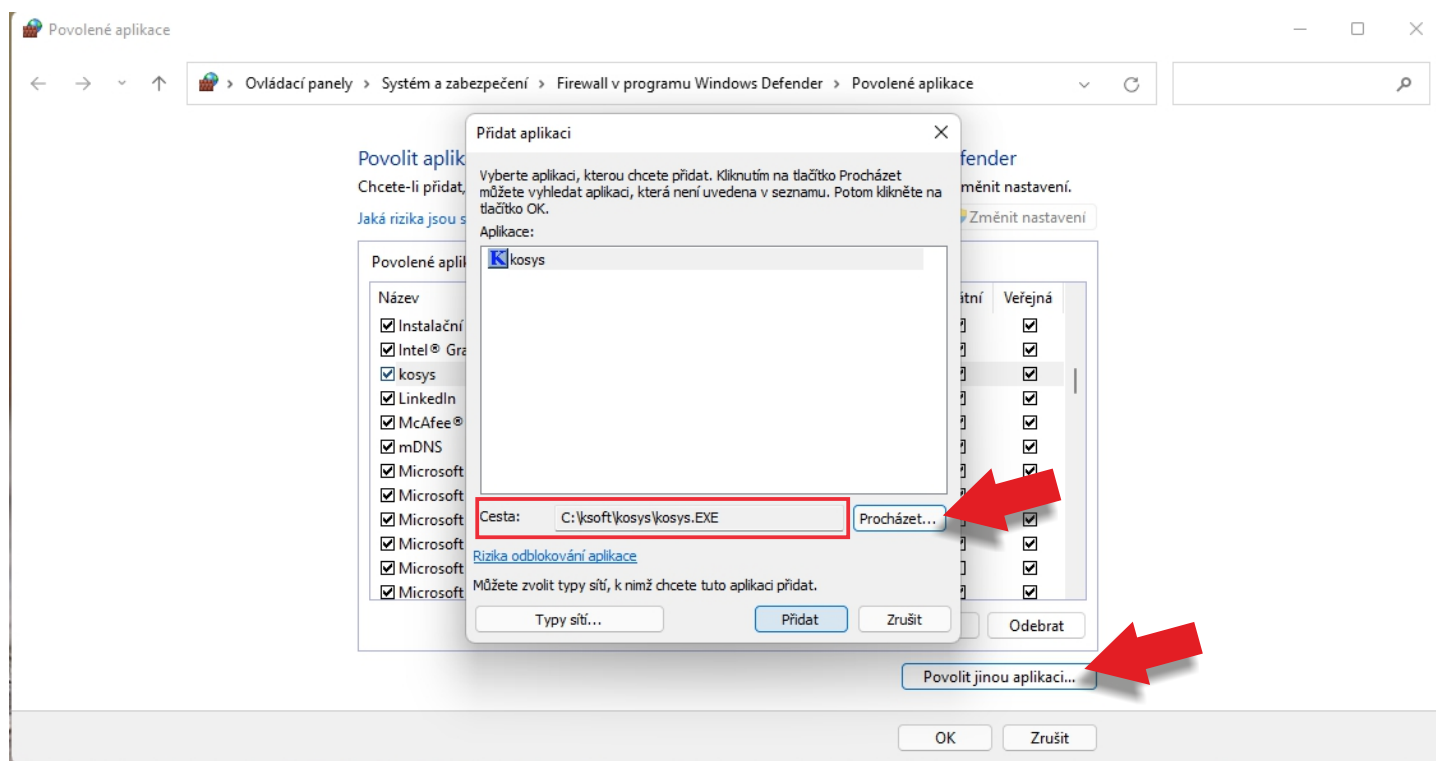 Povolené aplikace
Ovládací panely > Systém a zabezpečení > Firewall v programu Windows Defender > Povolené aplikace
Přidat aplikaci
Vyberte aplikaci, kterou chcete přidat. Kliknutím na tlačítko Procházet
můžete vyhledat aplikaci, která není uvedena v seznamu. Potom klikněte na
tlačítko OK.
Aplikace:
K kosys
Cesta: C:\ksoft\kosys\kosys.EXE Procházet...
Rizika odblokování aplikace
Můžete zvolit typy sítí, k nimž chcete tuto aplikaci přidat.
Typy sítí... Přidat Zrušit
Povolit aplik fender
Chcete-li přidat, měnit nastavení.
Jaká rizika jsou s Změnit nastavení
Povolené aplik
Název átní Veřejná
Instalační
Intel® Gra
kosys
LinkedIn
McAfee®
mDNS
Microsoft
Microsoft
Microsoft
Microsoft
Microsoft
Microsoft
Odebrat
Povolit jinou aplikaci...
OK Zrušit